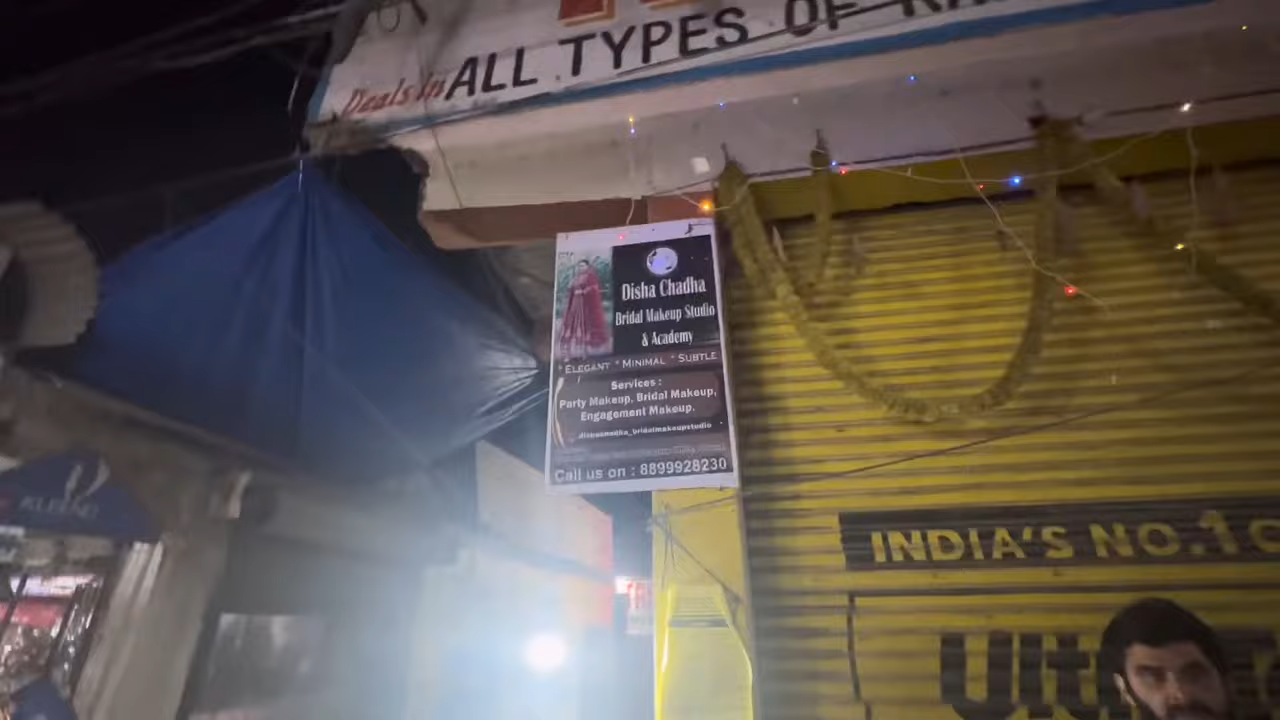 Deals in ALL TYPES OF
Disha Chadha
Bridal Makeup Studio
& Academy
* ELEGANT * MINIMAL * SUBTLE
Services :
Party Makeup, Bridal Makeup,
Engagement Makeup.
Call us on : 8899928230
INDIA'S NO.1